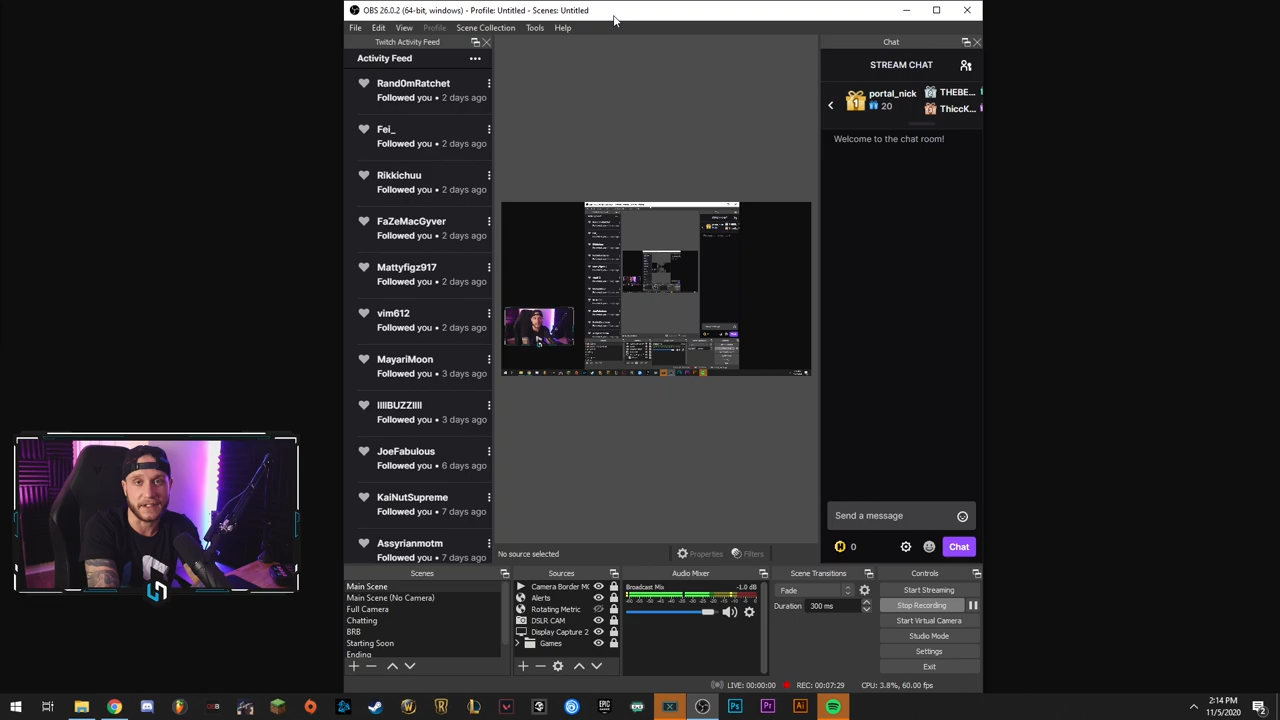 OBS 26.0.2 (64-bit, windows) - Profile: Untitled - Scenes: Untitled
File Edit View Profile Scene Collection Tools Help
Twitch Activity Feed
Activity Feed
Rand0mRatchet
Followed you • 2 days ago
Fei_
Followed you • 2 days ago
Rikkichuu
Followed you • 2 days ago
FaZeMacGyver
Followed you • 2 days ago
Mattyfigz917
Followed you • 2 days ago
vim612
Followed you • 2 days ago
MayariMoon
Followed you • 3 days ago
IIIIBUZZIIII
Followed you • 3 days ago
JoeFabulous
Followed you • 6 days ago
KaiNutSupreme
Followed you • 7 days ago
Assyrianmotm
Followed you • 7 days ago
Chat
STREAM CHAT
1
portal_nick
20
THEBE...
ThiccK...
Welcome to the chat room!
Send a message
0
Chat
No source selected
Properties
Filters
Scenes
Main Scene
Main Scene (No Camera)
Full Camera
Chatting
BRB
Starting Soon
Ending
Sources
Camera Border M
Alerts
Rotating Metric
DSLR CAM
Display Capture 2
Games
Audio Mixer
Broadcast Mix
-1.0 dB
Scene Transitions
Fade
Duration
300 ms
Controls
Start Streaming
Stop Recording
Start Virtual Camera
Studio Mode
Settings
Exit
LIVE: 00:00:00
REC: 00:07:29
CPU: 3.8%, 60.00 fps
Ps
Pr
Ai
2:14 PM
11/5/2020